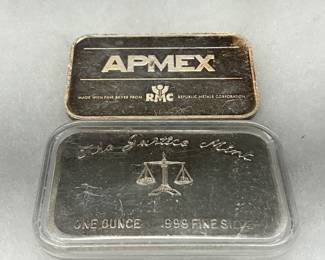 APMEX
MADE WITH FINE SILVER FROM RMC REPUBLIC METALS CORPORATION
The Justice Mint
ONE OUNCE .999 FINE SILVER